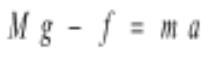 M g - f = m a